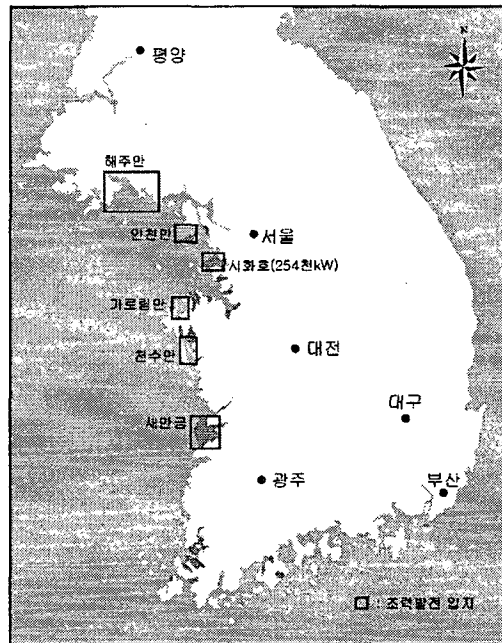 N
평양
해주만
인천만
서울
시화호(254천kW)
가로림만
천수만
대전
새만금
대구
광주
부산
: 조력발전 입지